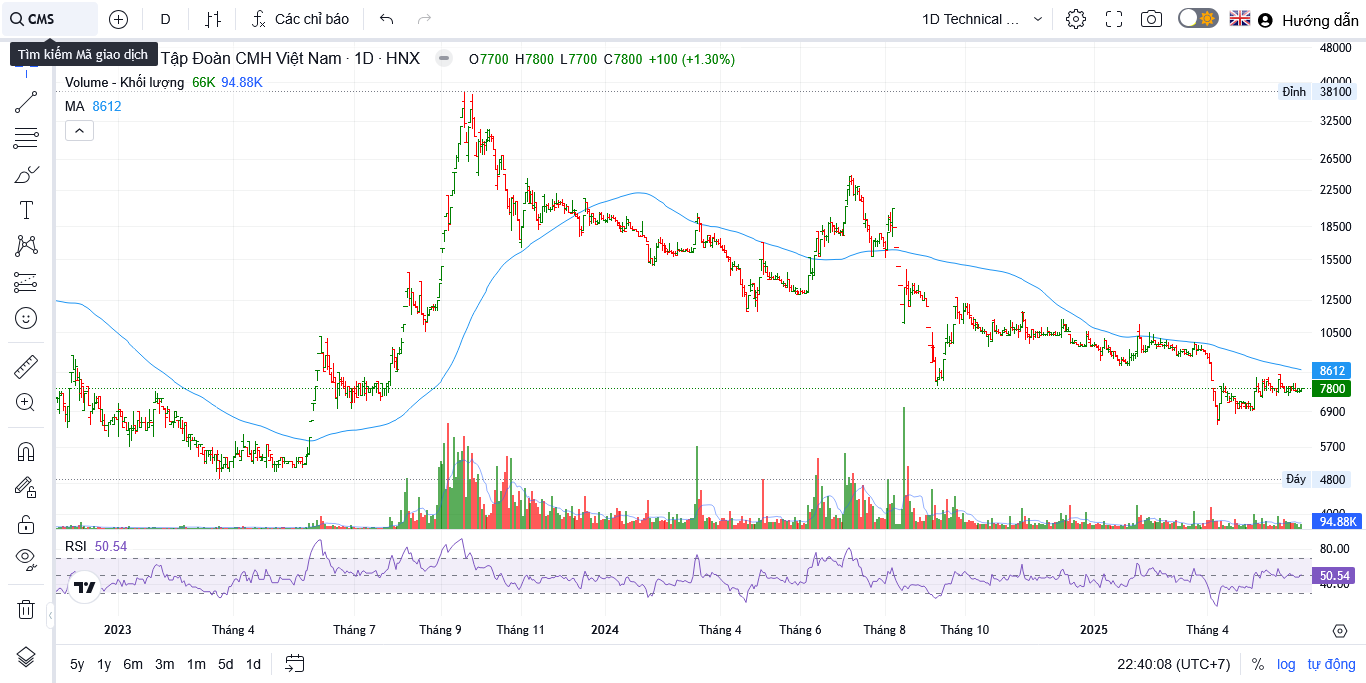 CMS
D
Các chỉ báo
1D Technical ...
Hướng dẫn
Tìm kiếm Mã giao dịch
Tập Đoàn CMH Việt Nam · 1D · HNX
O7700 H7800 L7700 C7800 +100 (+1.30%)
Volume - Khối lượng 66K 94.88K
MA 8612
48000
40000
Đỉnh 38100
32500
26500
22500
18500
15500
12500
10500
8612
7800
6900
5700
Đáy 4800
4000
94.88K
RSI 50.54
80.00
50.54
40.00
2023 Tháng 4 Tháng 7 Tháng 9 Tháng 11 2024 Tháng 4 Tháng 6 Tháng 8 Tháng 10 2025 Tháng 4
5y 1y 6m 3m 1m 5d 1d
22:40:08 (UTC+7) % log tự động